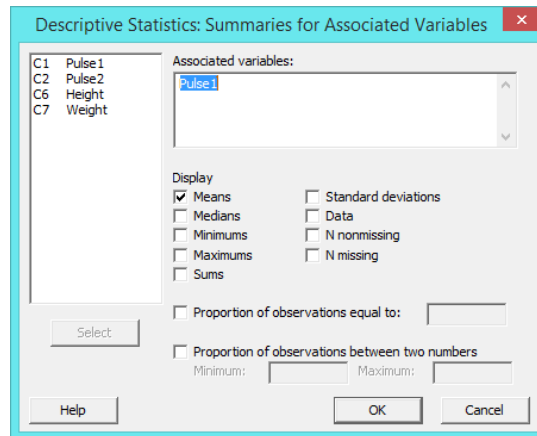 Descriptive Statistics: Summaries for Associated Variables
C1 Pulse1
C2 Pulse2
C6 Height
C7 Weight
Associated variables:
Pulse1
Display
Means
Standard deviations
Medians
Data
Minimums
N nonmissing
Maximums
N missing
Sums
Proportion of observations equal to:
Select
Proportion of observations between two numbers
Minimum:
Maximum:
Help
OK
Cancel